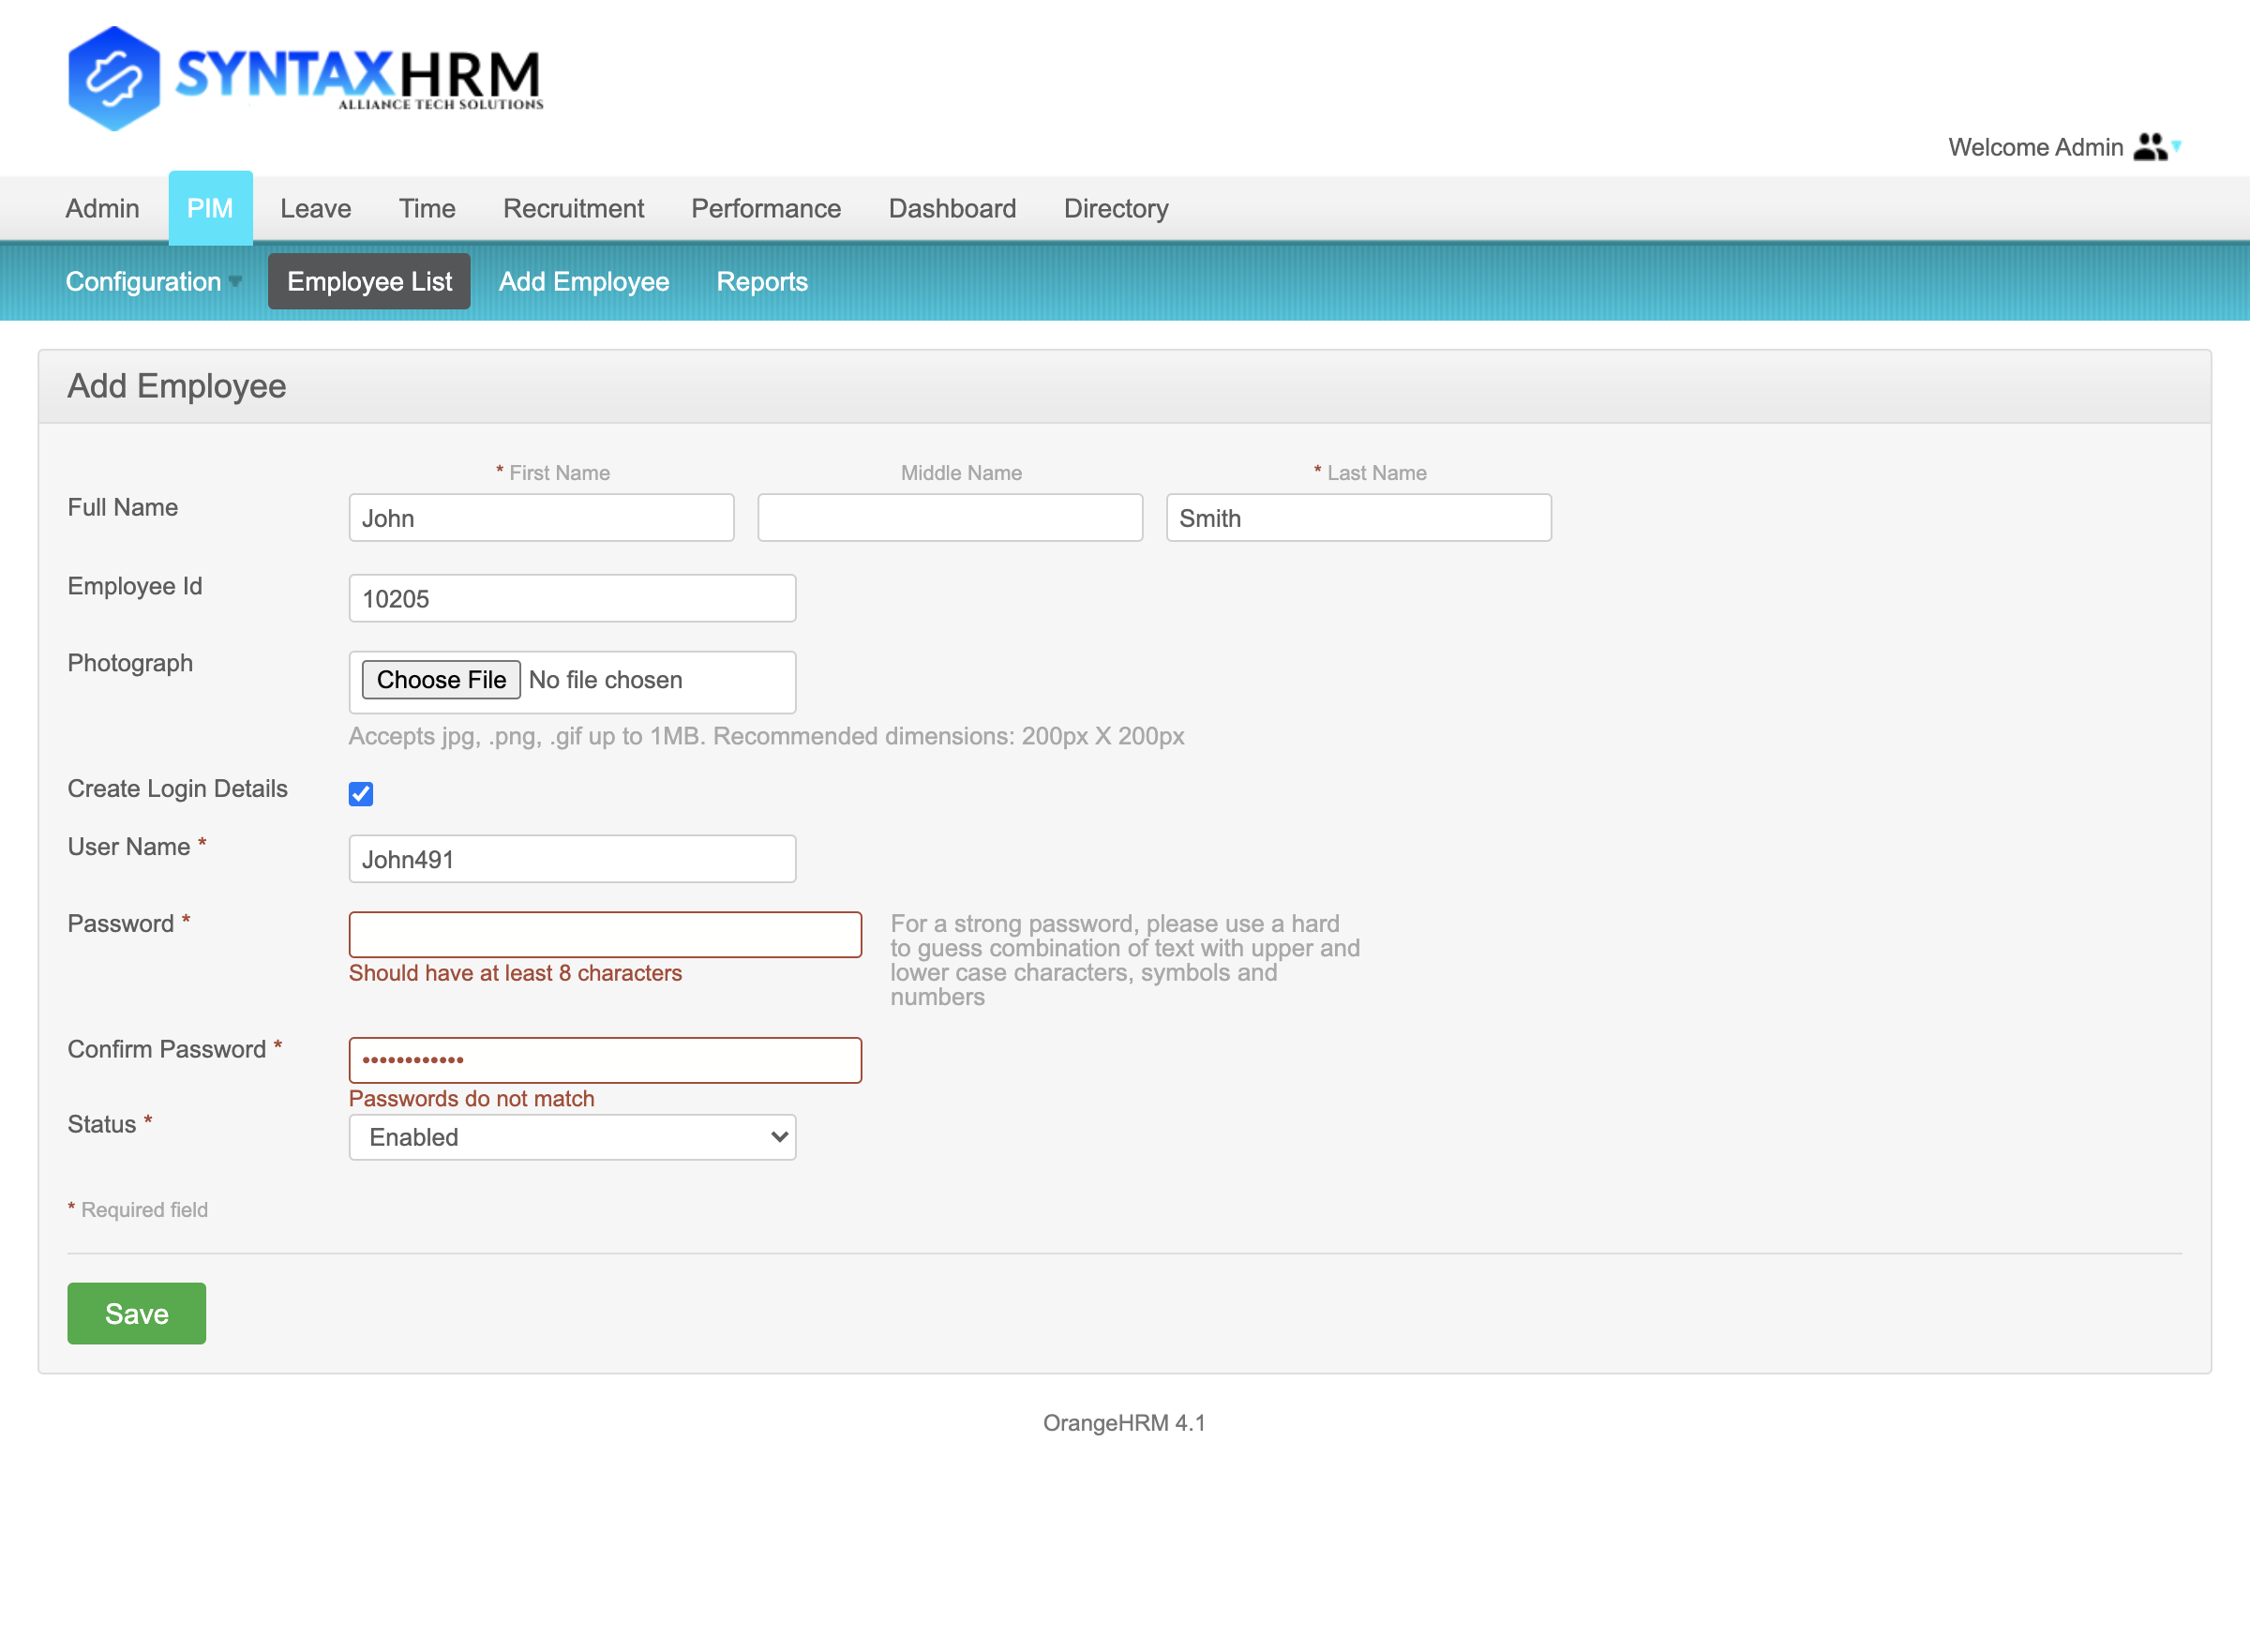 SYNTAXHRM
ALLIANCE TECH SOLUTIONS
Welcome Admin
Admin PIM Leave Time Recruitment Performance Dashboard Directory
Configuration Employee List Add Employee Reports
Add Employee
* First Name Middle Name * Last Name
Full Name John Smith
Employee Id 10205
Photograph Choose File No file chosen
Accepts jpg, .png, .gif up to 1MB. Recommended dimensions: 200px X 200px
Create Login Details
User Name * John491
Password *
Should have at least 8 characters
For a strong password, please use a hard
to guess combination of text with upper and
lower case characters, symbols and
numbers
Confirm Password * ••••••••••••
Passwords do not match
Status * Enabled
* Required field
Save
OrangeHRM 4.1